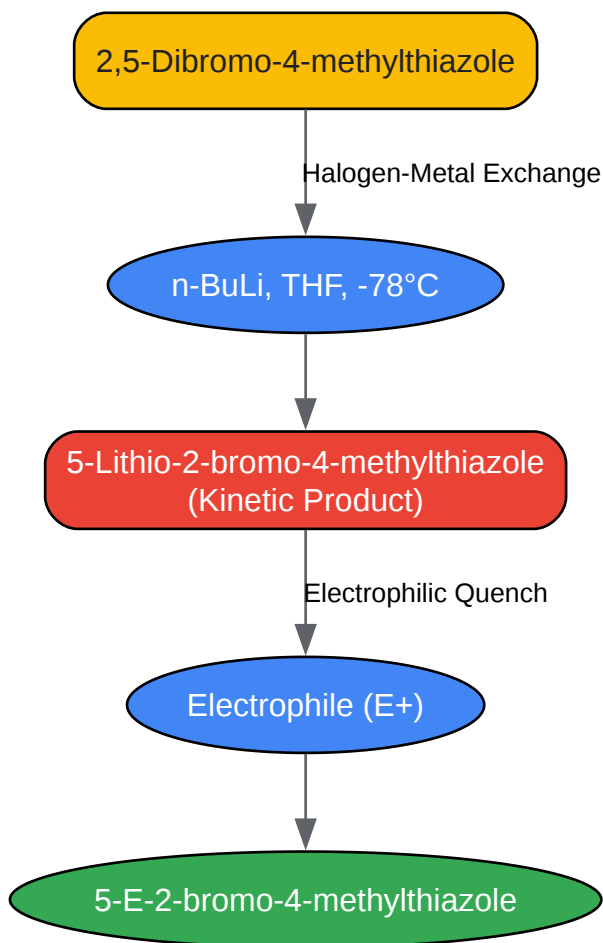 2,5-Dibromo-4-methylthiazole
Halogen-Metal Exchange
n-BuLi, THF, -78°C
5-Lithio-2-bromo-4-methylthiazole
(Kinetic Product)
Electrophilic Quench
Electrophile (E+)
5-E-2-bromo-4-methylthiazole